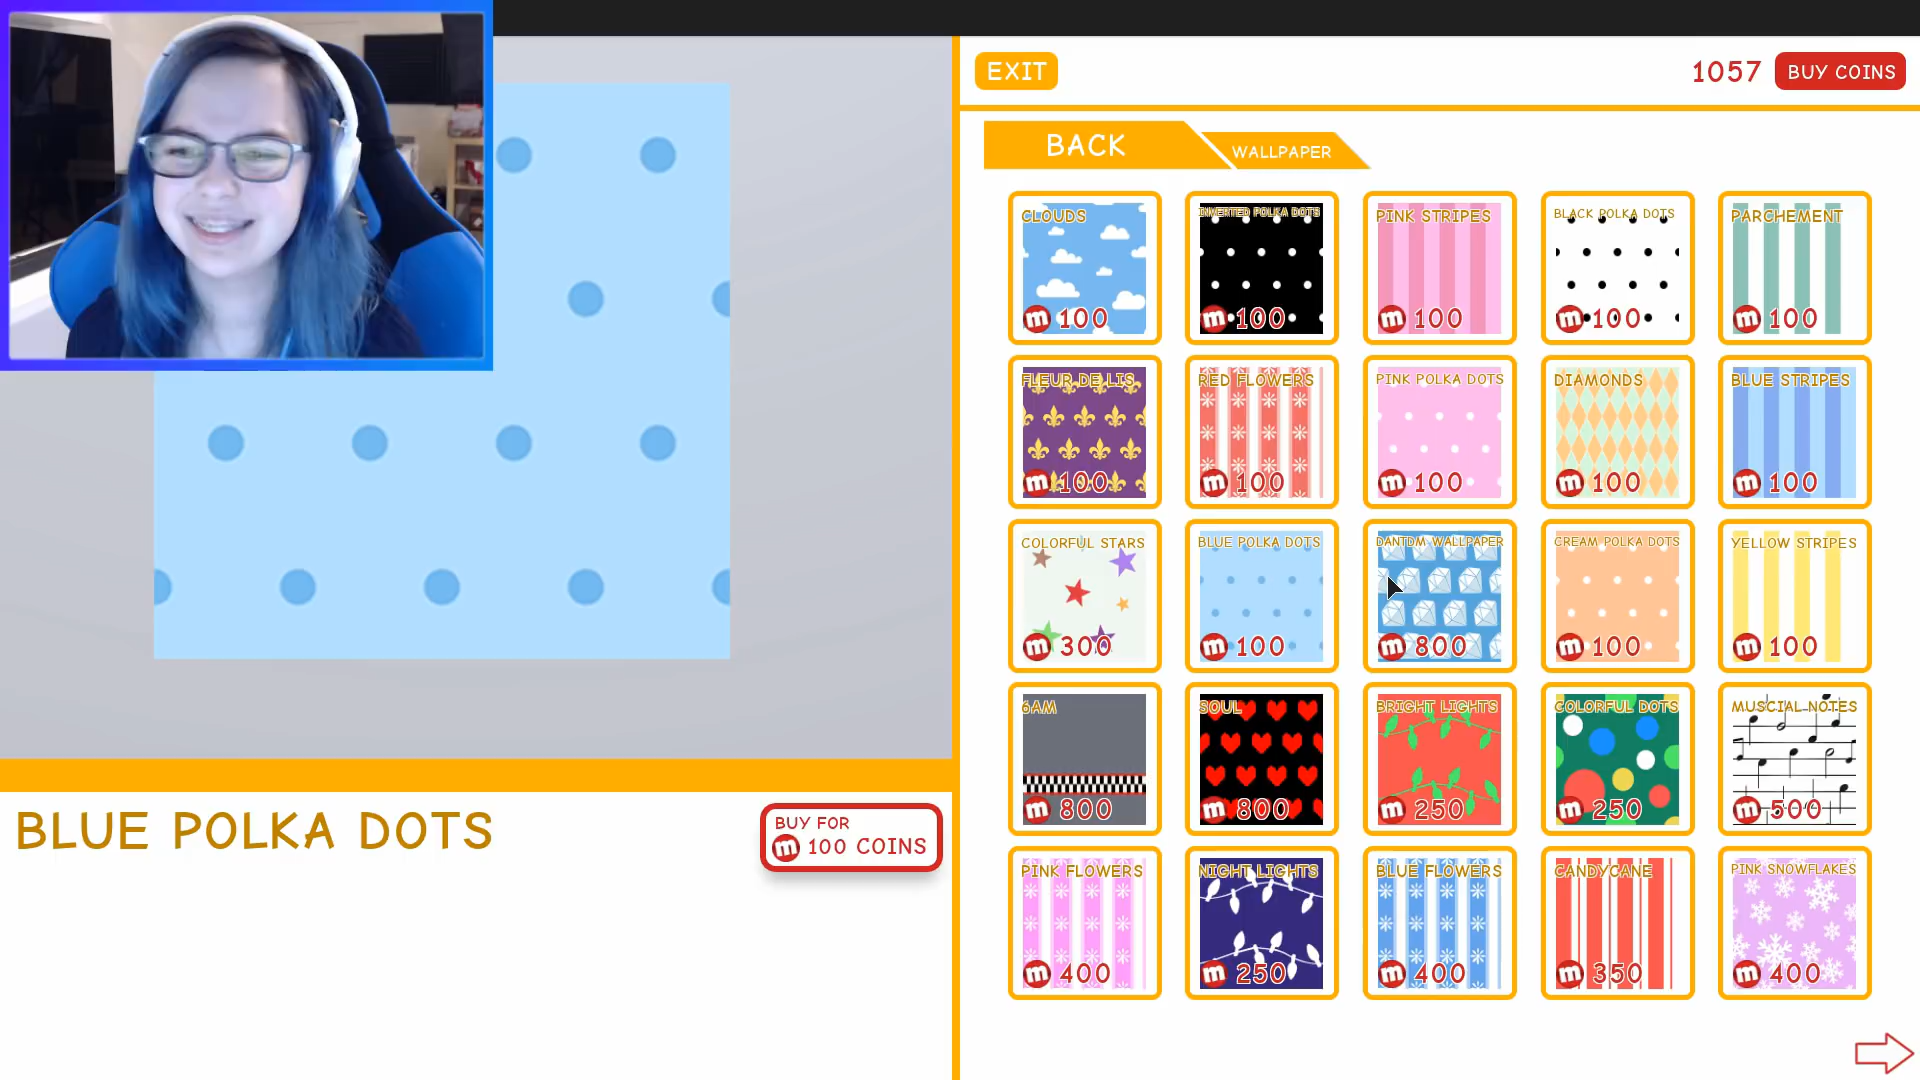 EXIT
1057
BUY COINS
BACK
WALLPAPER
CLOUDS
m 100
INVERTED POLKA DOTS
m 100
PINK STRIPES
m 100
BLACK POLKA DOTS
m 100
PARCHEMENT
m 100
FLEUR DE LIS
m 100
RED FLOWERS
m 100
PINK POLKA DOTS
m 100
DIAMONDS
m 100
BLUE STRIPES
m 100
COLORFUL STARS
m 300
BLUE POLKA DOTS
m 100
DANTDM WALLPAPER
m 800
CREAM POLKA DOTS
m 100
YELLOW STRIPES
m 100
6AM
m 800
SOUL
m 800
BRIGHT LIGHTS
m 250
COLORFUL DOTS
m 250
MUSCIAL NOTES
m 500
PINK FLOWERS
m 400
NIGHT LIGHTS
m 250
BLUE FLOWERS
m 400
CANDYCANE
m 350
PINK SNOWFLAKES
m 400
BLUE POLKA DOTS
BUY FOR
m 100 COINS